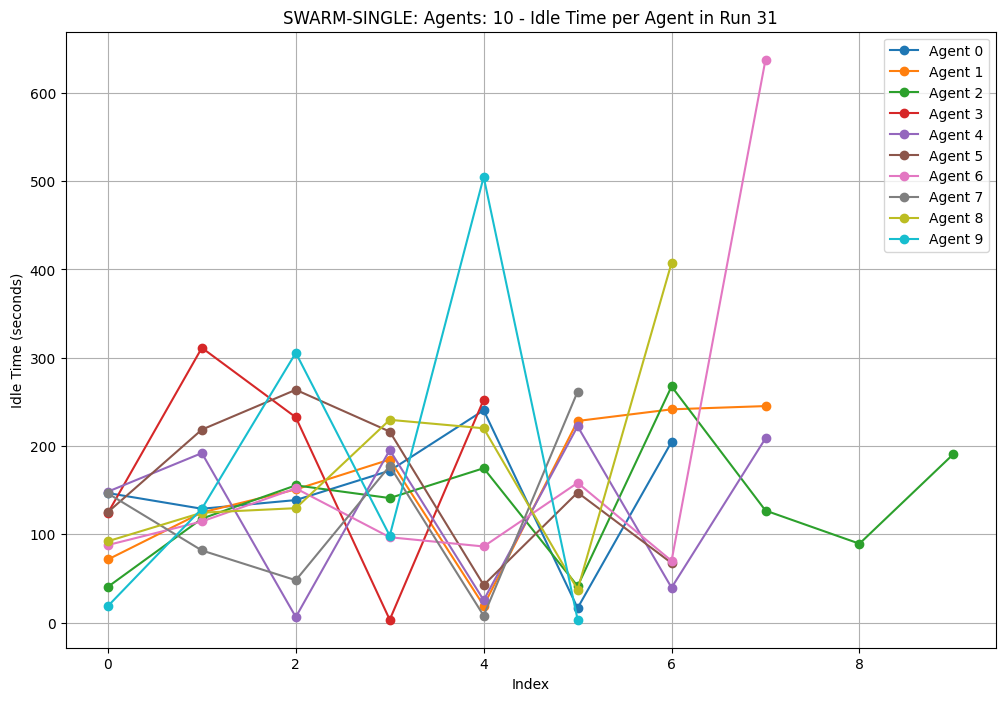 SWARM-SINGLE: Agents: 10 - Idle Time per Agent in Run 31
Idle Time (seconds)
600
500
400
300
200
100
0
0
2
4
6
8
Index
Agent 0
Agent 1
Agent 2
Agent 3
Agent 4
Agent 5
Agent 6
Agent 7
Agent 8
Agent 9